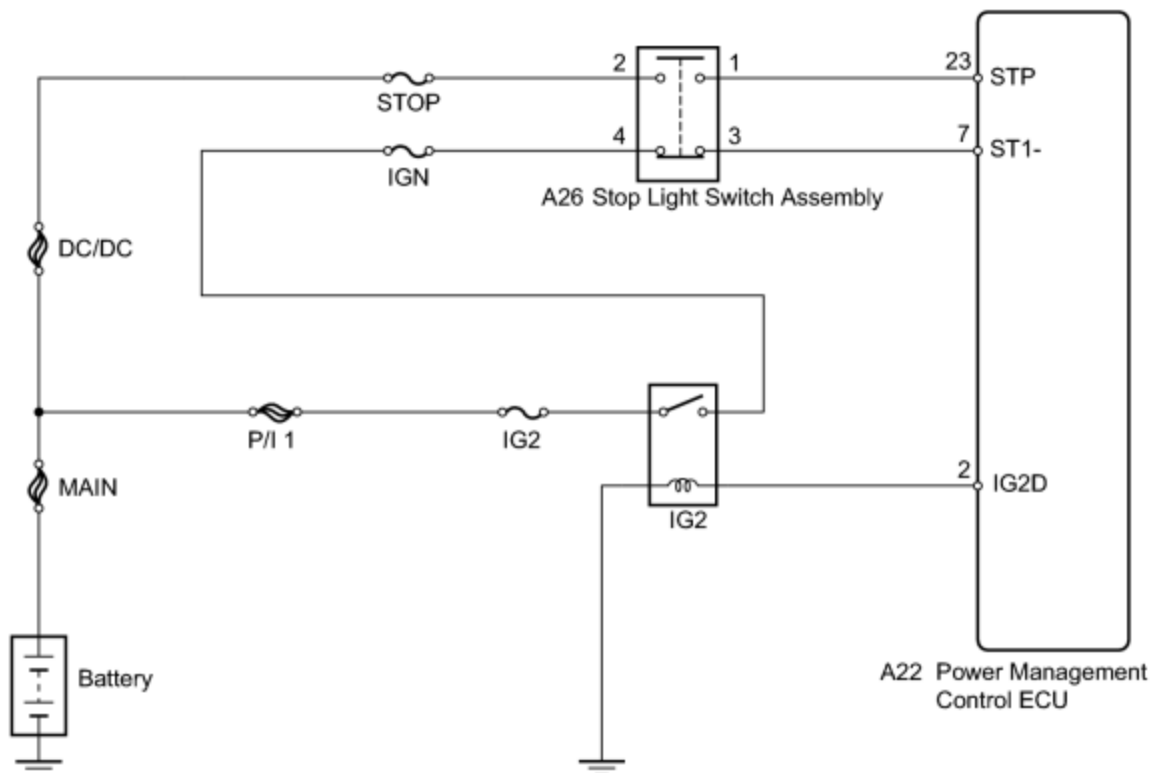 2
1
23
STP
STOP
4
3
7
ST1-
IGN
A26 Stop Light Switch Assembly
DC/DC
P/I 1
IG2
MAIN
2
IG2D
IG2
Battery
A22 Power Management
Control ECU